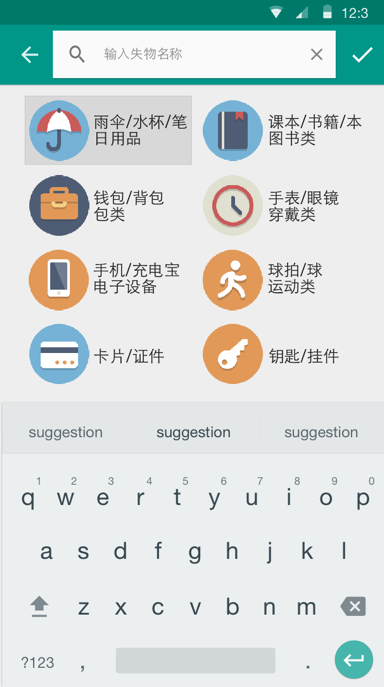 12:3
输入失物名称
雨伞/水杯/笔
日用品
课本/书籍/本
图书类
钱包/背包
包类
手表/眼镜
穿戴类
手机/充电宝
电子设备
球拍/球
运动类
卡片/证件
钥匙/挂件
suggestion suggestion suggestion
1 2 3 4 5 6 7 8 9 0
q w e r t y u i o p
a s d f g h j k l
z x c v b n m
?123 , .